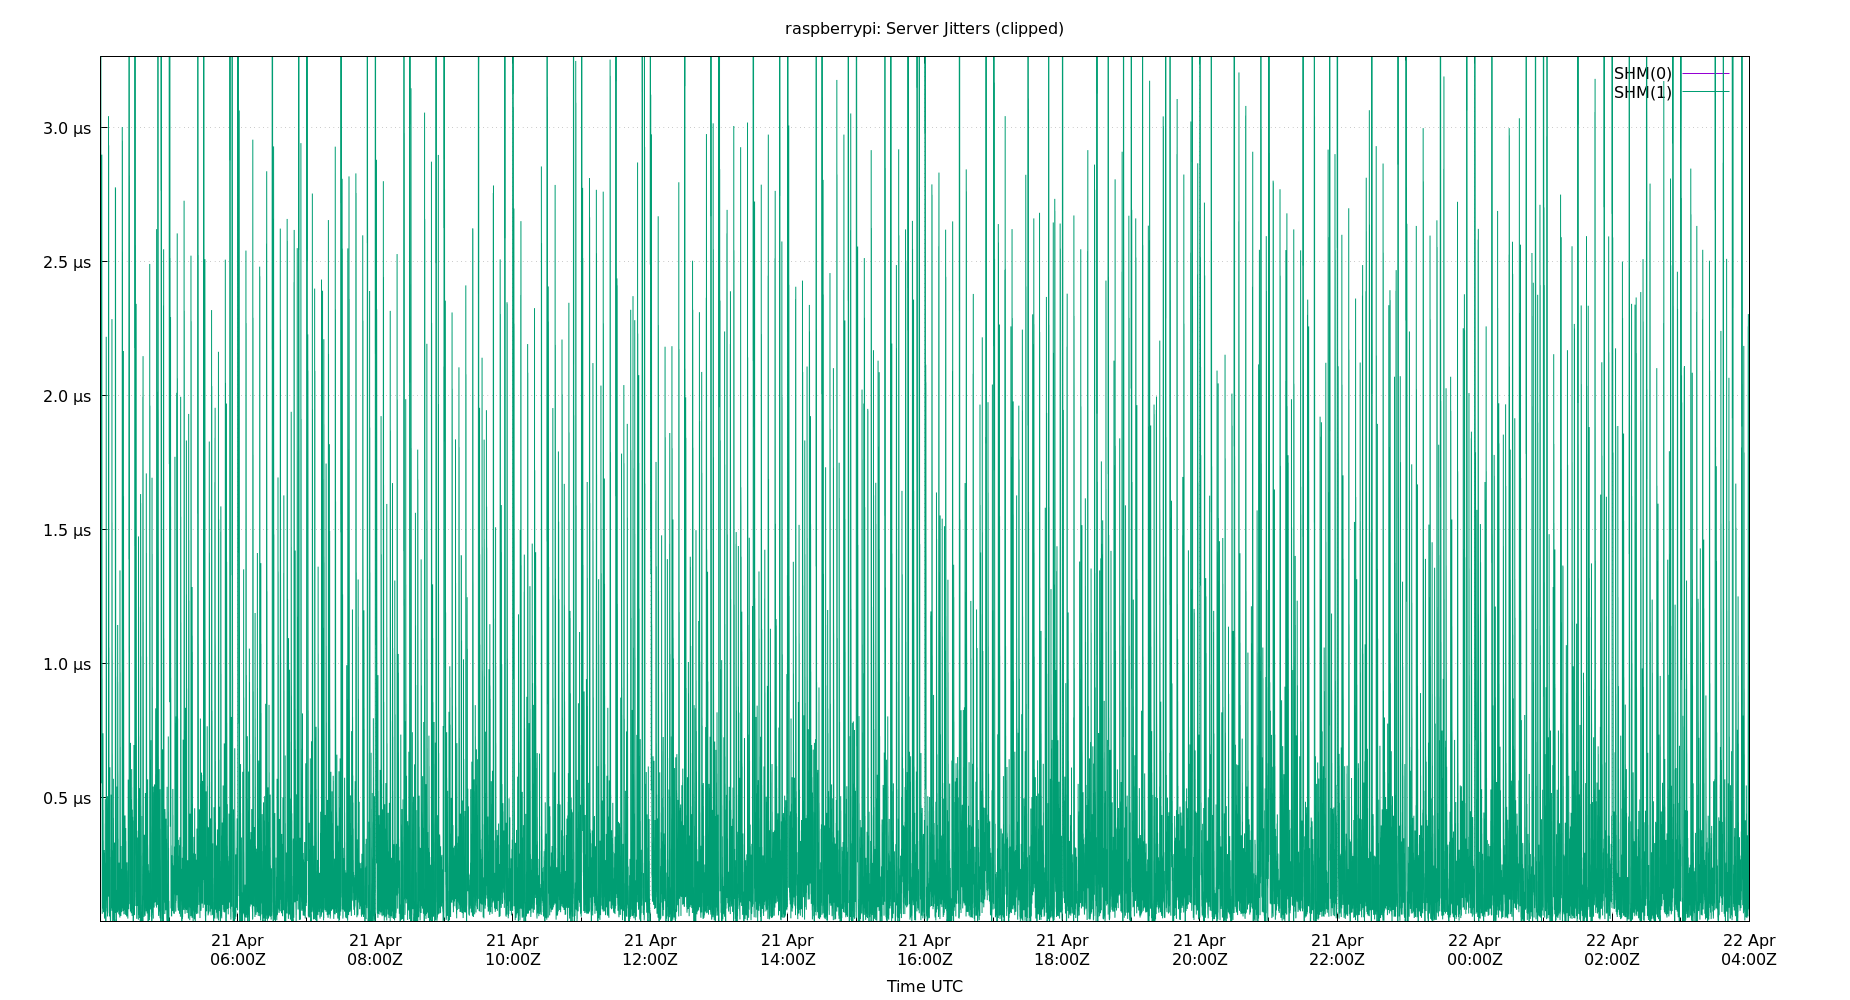 raspberrypi: Server Jitters (clipped)
SHM(0)
SHM(1)
3.0 µs
2.5 µs
2.0 µs
1.5 µs
1.0 µs
0.5 µs
21 Apr 21 Apr 21 Apr 21 Apr 21 Apr 21 Apr 21 Apr 21 Apr 21 Apr 22 Apr 22 Apr 22 Apr
06:00Z 08:00Z 10:00Z 12:00Z 14:00Z 16:00Z 18:00Z 20:00Z 22:00Z 00:00Z 02:00Z 04:00Z
Time UTC